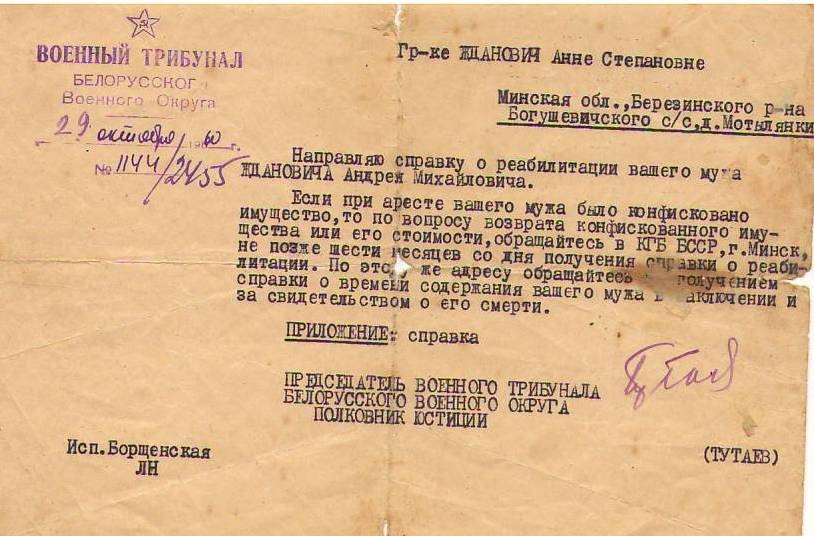 ВОЕННЫЙ ТРИБУНАЛ
БЕЛОРУССКОГО
Военного Округа
29 октября 1960 г.
№ 1144/2455
Гр-ке ЖДАНОВИЧ Анне Степановне
Минская обл.,Березинского р-на
Богушевичского с/с,д.Мотылянки
Направляю справку о реабилитации вашего мужа
ЖДАНОВИЧА Андрея Михайловича.
Если при аресте вашего мужа было конфисковано
имущество,то по вопросу возврата конфискованного иму-
щества или его стоимости,обращайтесь в КГБ БССР,г.Минск,
не позже шести месяцев со дня получения справки о реаби-
литации. По этому же адресу обращайтесь получением
справки о времени содержания вашего мужа в заключении и
за свидетельством о его смерти.
ПРИЛОЖЕНИЕ: справка
ПРЕДСЕДАТЕЛЬ ВОЕННОГО ТРИБУНАЛА
БЕЛОРУССКОГО ВОЕННОГО ОКРУГА
ПОЛКОВНИК ЮСТИЦИИ
(ТУТАЕВ)
Исп.Борщенская
ЛН